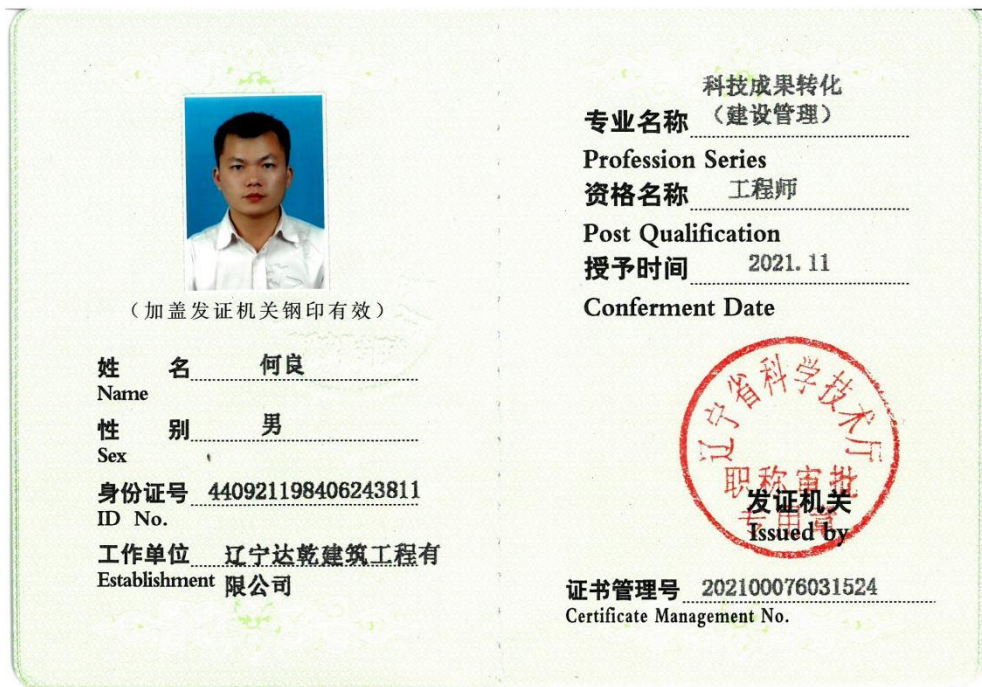 （加盖发证机关钢印有效）
姓 名 何良
Name
性 别 男
Sex
身份证号 440921198406243811
ID No.
工作单位 辽宁达乾建筑工程有
Establishment 限公司
科技成果转化
专业名称 （建设管理）
Profession Series
资格名称 工程师
Post Qualification
授予时间 2021.11
Conferment Date
辽宁省科学技术厅
职称审批
专用章
发证机关
Issued by
证书管理号 202100076031524
Certificate Management No.